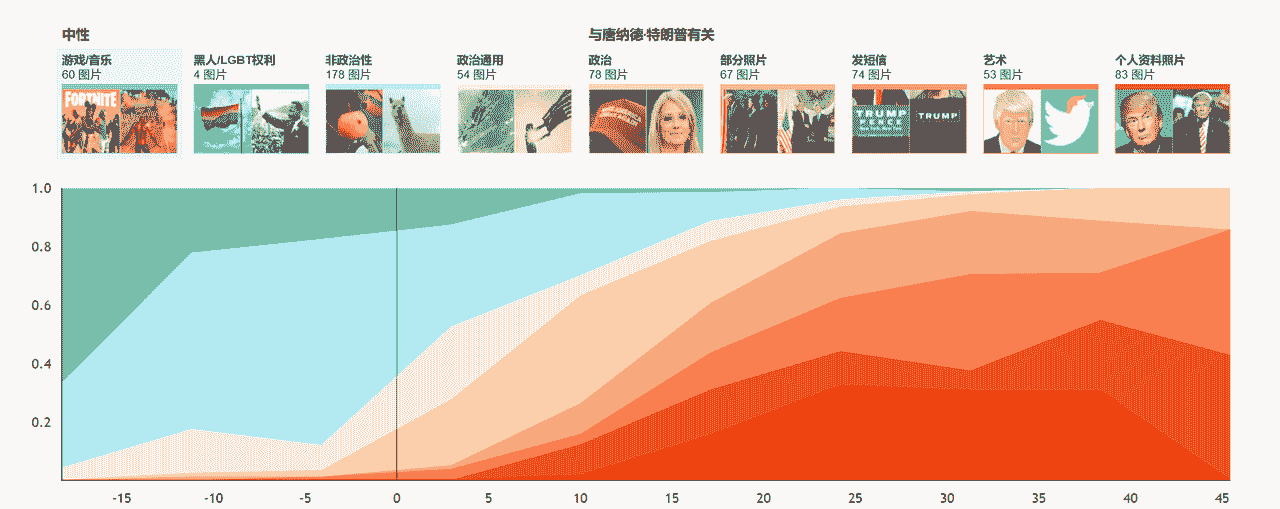 中性
与唐纳德·特朗普有关
游戏/音乐
60 图片
黑人/LGBT权利
4 图片
非政治性
178 图片
政治通用
54 图片
政治
78 图片
部分照片
67 图片
发短信
74 图片
艺术
53 图片
个人资料照片
83 图片
FORTNITE
TRUMP
TRUMP
1.0
0.8
0.6
0.4
0.2
-15
-10
-5
0
5
10
15
20
25
30
35
40
45